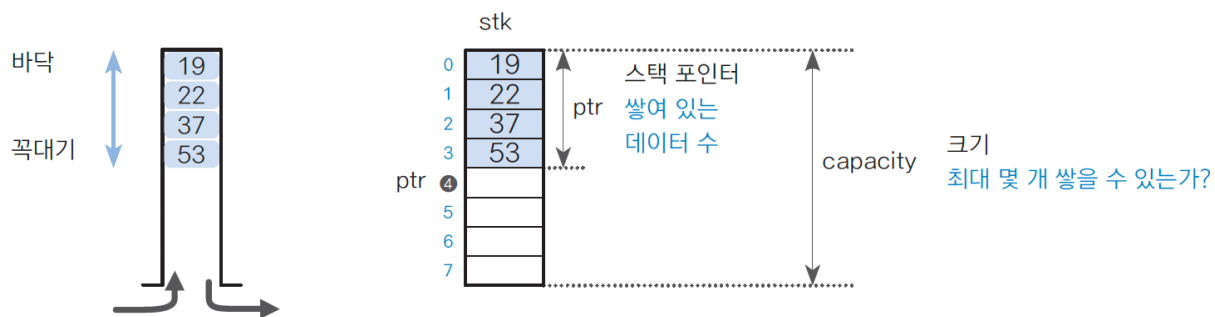 바닥
꼭대기
19
22
37
53
stk
0
1
2
3
ptr ❹
5
6
7
19
22
37
53
ptr
스택 포인터
쌓여 있는
데이터 수
capacity
크기
최대 몇 개 쌓을 수 있는가?